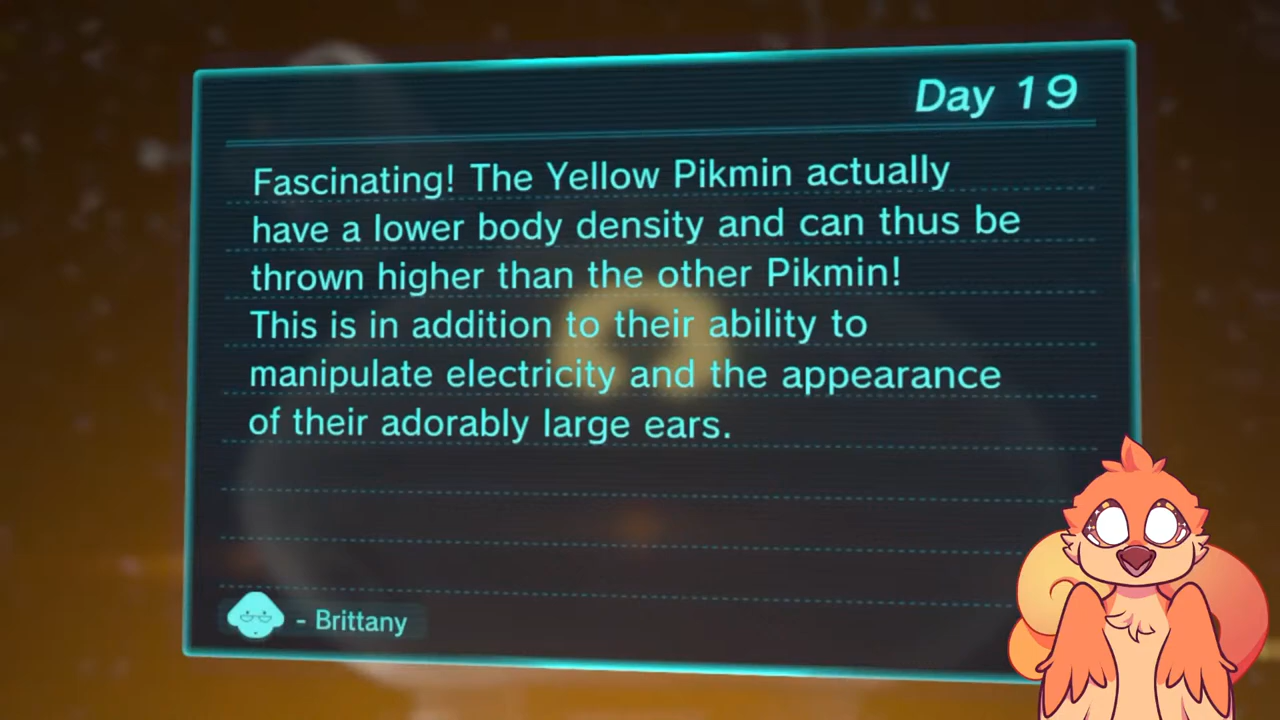 Day 19
Fascinating! The Yellow Pikmin actually
have a lower body density and can thus be
thrown higher than the other Pikmin!
This is in addition to their ability to
manipulate electricity and the appearance
of their adorably large ears.
- Brittany